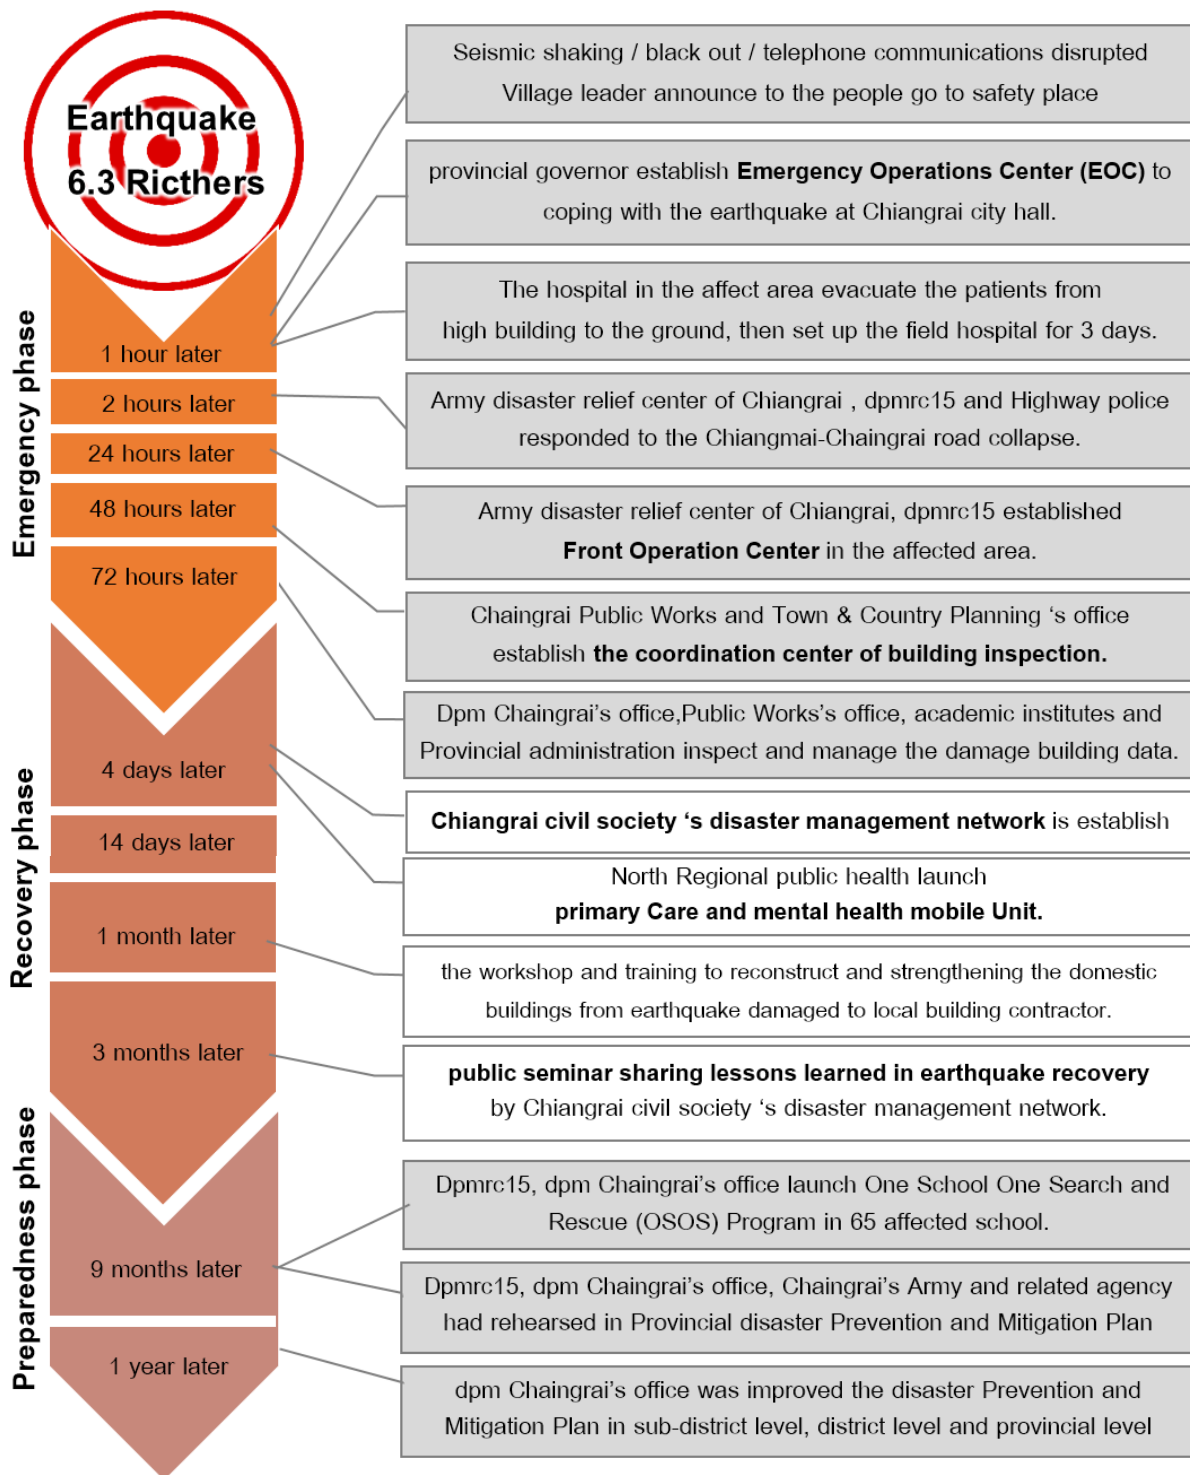 Earthquake
6.3 Ricthers
Emergency phase
1 hour later
2 hours later
24 hours later
48 hours later
72 hours later
Recovery phase
4 days later
14 days later
1 month later
3 months later
Preparedness phase
9 months later
1 year later
Seismic shaking / black out / telephone communications disrupted
Village leader announce to the people go to safety place
provincial governor establish Emergency Operations Center (EOC) to
coping with the earthquake at Chiangrai city hall.
The hospital in the affect area evacuate the patients from
high building to the ground, then set up the field hospital for 3 days.
Army disaster relief center of Chiangrai , dpmrc15 and Highway police
responded to the Chiangmai-Chaingrai road collapse.
Army disaster relief center of Chiangrai, dpmrc15 established
Front Operation Center in the affected area.
Chaingrai Public Works and Town & Country Planning ‘s office
establish the coordination center of building inspection.
Dpm Chaingrai’s office,Public Works’s office, academic institutes and
Provincial administration inspect and manage the damage building data.
Chiangrai civil society ‘s disaster management network is establish
North Regional public health launch
primary Care and mental health mobile Unit.
the workshop and training to reconstruct and strengthening the domestic
buildings from earthquake damaged to local building contractor.
public seminar sharing lessons learned in earthquake recovery
by Chiangrai civil society ‘s disaster management network.
Dpmrc15, dpm Chaingrai’s office launch One School One Search and
Rescue (OSOS) Program in 65 affected school.
Dpmrc15, dpm Chaingrai’s office, Chaingrai’s Army and related agency
had rehearsed in Provincial disaster Prevention and Mitigation Plan
dpm Chaingrai’s office was improved the disaster Prevention and
Mitigation Plan in sub-district level, district level and provincial level